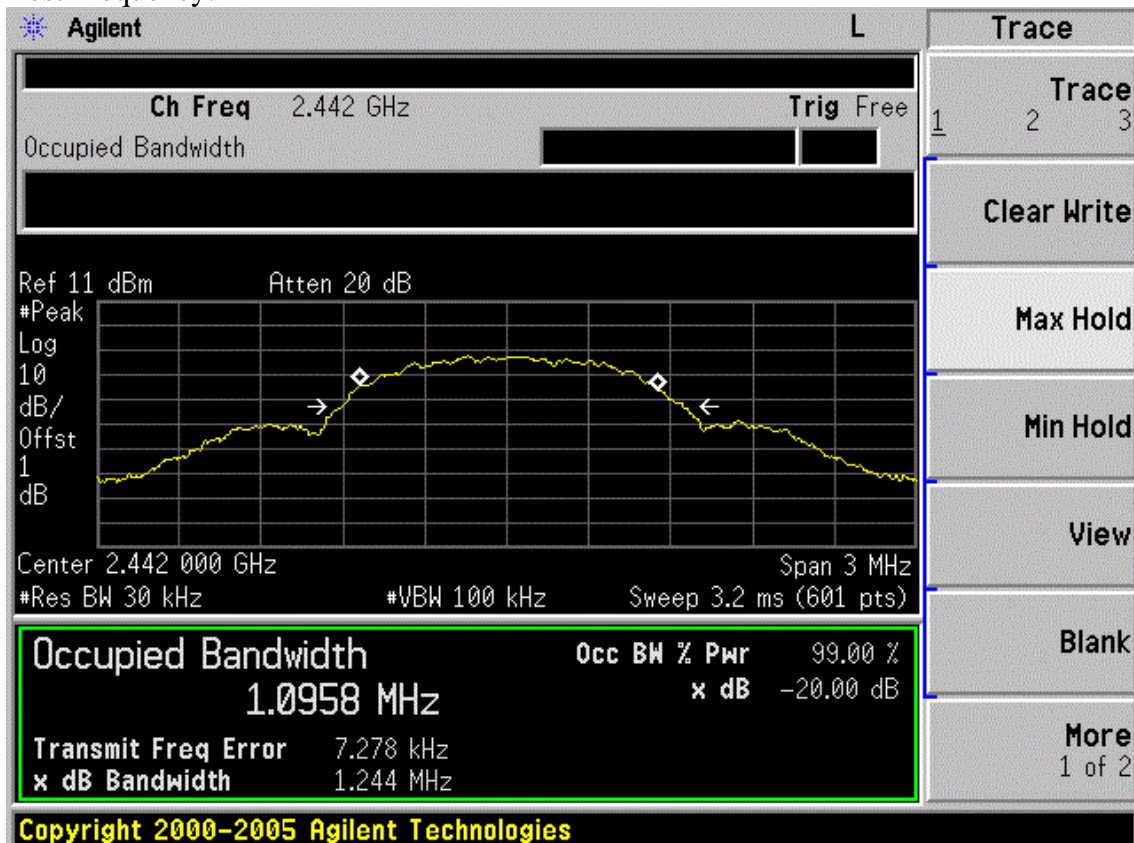 Agilent L Trace
Ch Freq 2.442 GHz Trig Free
Occupied Bandwidth
Trace
1 2 3
Clear Write
Max Hold
Min Hold
View
Blank
More
1 of 2
Ref 11 dBm Atten 20 dB
#Peak
Log
10
dB/
Offst
1
dB
Center 2.442 000 GHz Span 3 MHz
#Res BW 30 kHz #VBW 100 kHz Sweep 3.2 ms (601 pts)
Occupied Bandwidth Occ BW % Pwr 99.00 %
1.0958 MHz x dB -20.00 dB
Transmit Freq Error 7.278 kHz
x dB Bandwidth 1.244 MHz
Copyright 2000-2005 Agilent Technologies